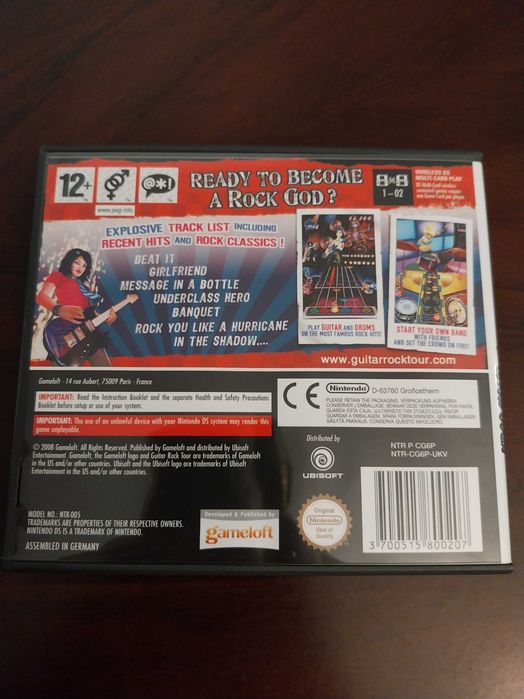 12+
www.pegi.info
@*!
READY TO BECOME
A ROCK GOD?
1-02
WIRELESS DS
MULTI-CARD PLAY
EXPLOSIVE TRACK LIST INCLUDING
RECENT HITS AND ROCK CLASSICS!
BEAT IT
GIRLFRIEND
MESSAGE IN A BOTTLE
UNDERCLASS HERO
BANQUET
ROCK YOU LIKE A HURRICANE
IN THE SHADOW....
PLAY GUITAR AND DRUMS
ON THE MOST FAMOUS ROCK HITS!
START YOUR OWN BAND
WITH FRIENDS
AND SET THE CROWD ON FIRE!
www.guitarrocktour.com
Gameloft - 14 rue Aubert, 75009 Paris - France
IMPORTANT: Read the Instruction Booklet and the separate Health and Safety Precautions
Booklet before setup or use of your system.
IMPORTANT: The use of an unlawful device with your Nintendo DS system may render this
game unplayable.
© 2008 Gameloft. All Rights Reserved. Published by Gameloft and distributed by Ubisoft
Entertainment. Gameloft, the Gameloft logo and Guitar Rock Tour are trademarks of Gameloft
in the US and/or other countries. Ubisoft and the Ubisoft logo are trademarks of Ubisoft
Entertainment in the US and/or other countries.
CE
Nintendo
D-63760 Großostheim
PLEASE RETAIN THE PACKAGING. VERPACKUNG AUFHEBEN.
Distributed by
UBISOFT
NTR P CG6P
NTR-CG6P-UKV
MODEL NO.: NTR-005
TRADEMARKS ARE PROPERTIES OF THEIR RESPECTIVE OWNERS.
NINTENDO DS IS A TRADEMARK OF NINTENDO.
ASSEMBLED IN GERMANY
Developed & Published by
gameloft
Original
Nintendo
Seal of
Quality
3 700515 800207